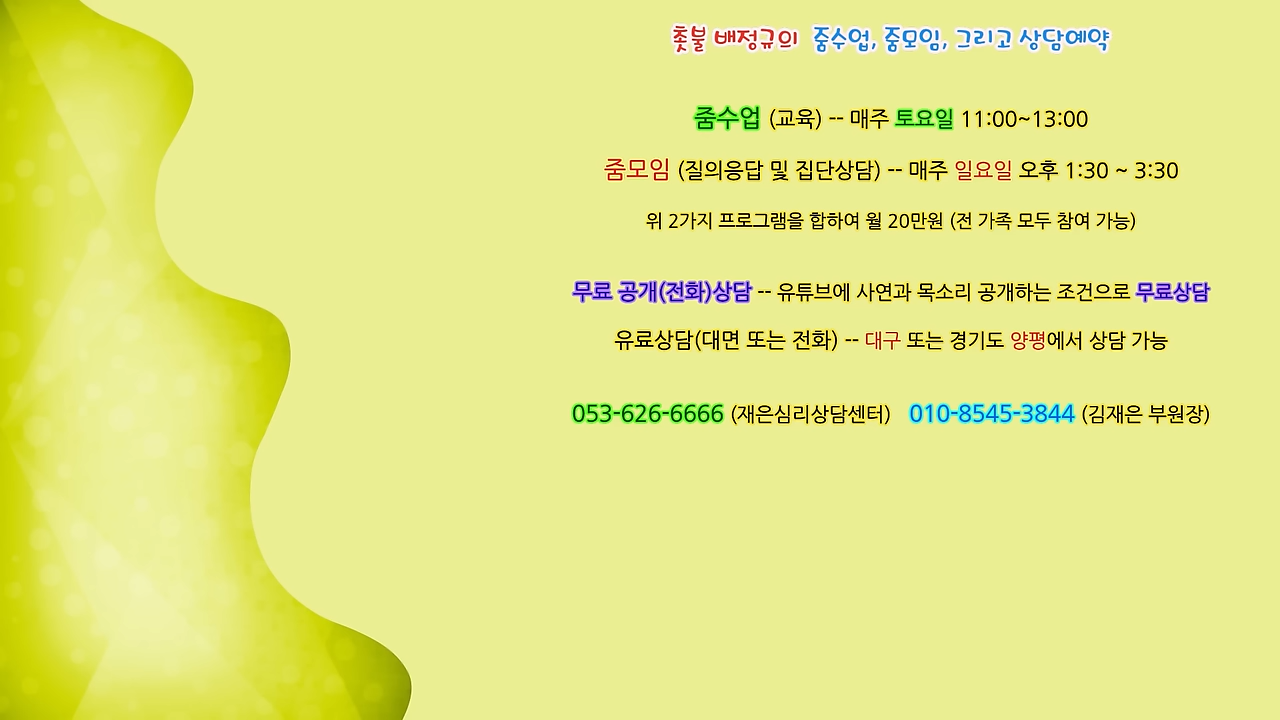 촛불 배정규의 줌수업, 줌모임, 그리고 상담예약
줌수업 (교육) -- 매주 토요일 11:00~13:00
줌모임 (질의응답 및 집단상담) -- 매주 일요일 오후 1:30 ~ 3:30
위 2가지 프로그램을 합하여 월 20만원 (전 가족 모두 참여 가능)
무료 공개(전화)상담 -- 유튜브에 사연과 목소리 공개하는 조건으로 무료상담
유료상담(대면 또는 전화) -- 대구 또는 경기도 양평에서 상담 가능
053-626-6666 (재은심리상담센터) 010-8545-3844 (김재은 부원장)